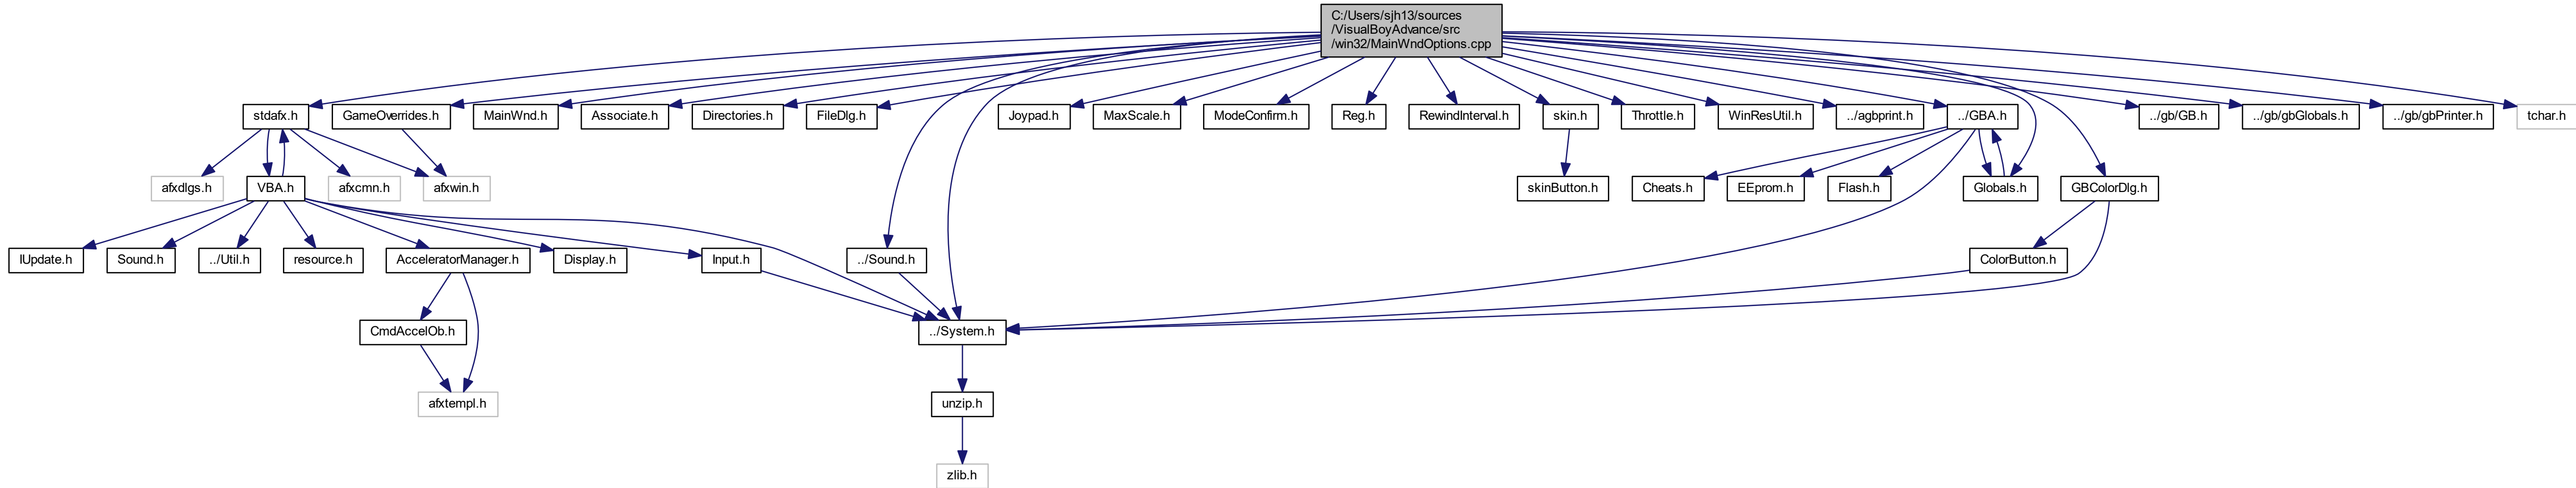 C:/Users/sjh13/sources
/VisualBoyAdvance/src
/win32/MainWndOptions.cpp
stdafx.h
GameOverrides.h
MainWnd.h
Associate.h
Directories.h
FileDlg.h
Joypad.h
MaxScale.h
ModeConfirm.h
Reg.h
RewindInterval.h
skin.h
Throttle.h
WinResUtil.h
../agbprint.h
../GBA.h
../gb/GB.h
../gb/gbGlobals.h
../gb/gbPrinter.h
tchar.h
afxdlgs.h
VBA.h
afxcmn.h
afxwin.h
skinButton.h
Cheats.h
EEprom.h
Flash.h
Globals.h
GBColorDlg.h
IUpdate.h
Sound.h
../Util.h
resource.h
AcceleratorManager.h
Display.h
Input.h
../Sound.h
ColorButton.h
CmdAccelOb.h
../System.h
afxtempl.h
unzip.h
zlib.h